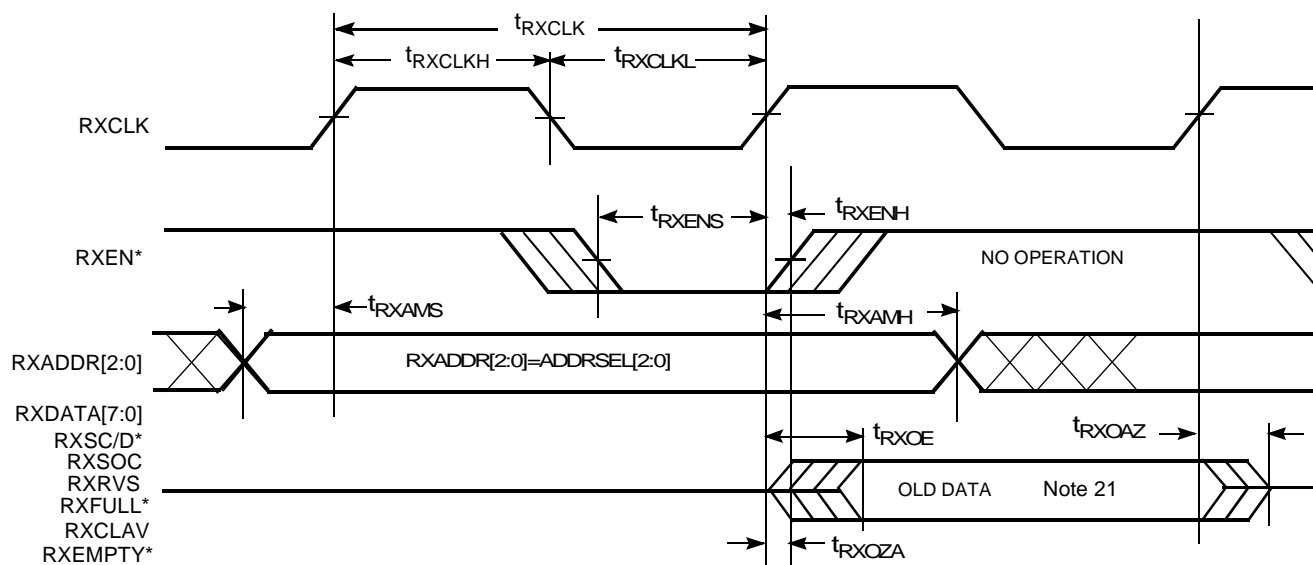 tRXCLK
tRXCLKH
tRXCLKL
RXCLK
tRXENS
tRXENH
RXEN*
NO OPERATION
tRXAMS
tRXAMH
RXADDR[2:0]
RXADDR[2:0]=ADDRSEL[2:0]
RXDATA[7:0]
RXSC/D*
RXSOC
RXRVS
RXFULL*
RXCLAV
RXEMPTY*
tRXOE
tRXOAZ
OLD DATA
Note 21
tRXOZA